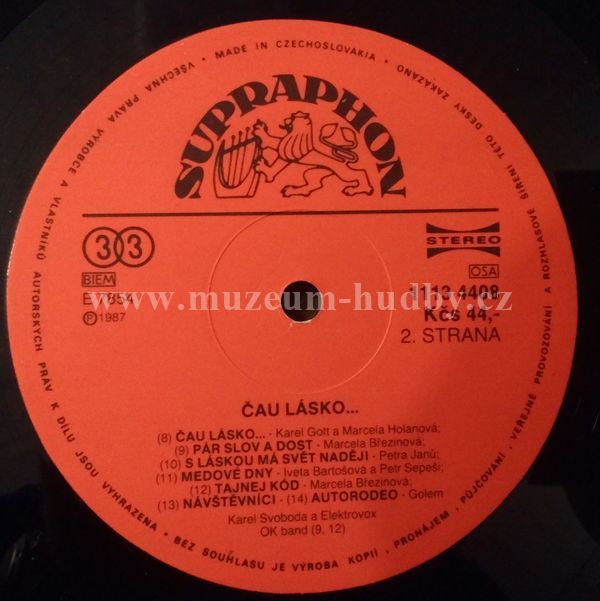 VŠECHNA PRÁVA VÝROBCE A VLASTNÍKŮ AUTORSKÝCH PRÁV K DÍLU JSOU VYHRAZENA • BEZ SOUHLASU JE VÝROBA KOPIÍ, PRONÁJEM, PŮJČOVÁNÍ, VEŘEJNÉ PROVOZOVÁNÍ A ROZHLASOVÉ ŠÍŘENÍ TÉTO DESKY ZAKÁZÁNO • MADE IN CZECHOSLOVAKIA •
SUPRAPHON
33
STEREO
BIEM
OSA
1113 4408
www.muzeum-hudby.cz
Ⓟ1987
Kčs 44,-
2. STRANA
ČAU LÁSKO...
(8) ČAU LÁSKO... - Karel Gott a Marcela Holanová;
(9) PÁR SLOV A DOST - Marcela Březinová;
(10) S LÁSKOU MÁ SVĚT NADĚJI - Petra Janů;
(11) MEDOVÉ DNY - Iveta Bartošová a Petr Sepeši;
(12) TAJNEJ KÓD - Marcela Březinová;
(13) NÁVŠTĚVNÍCI - (14) AUTORODEO - Golem
Karel Svoboda a Elektrovox
OK band (9, 12)